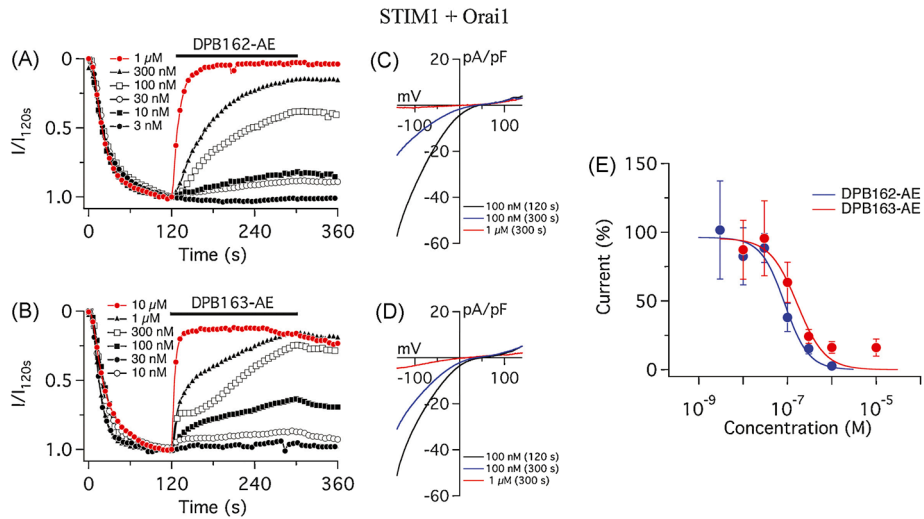 STIM1 + Orai1
(A)
DPB162-AE
1 μM
300 nM
100 nM
30 nM
10 nM
3 nM
I/I120s
0
0.5
1.0
0 120 240 360
Time (s)
(C)
pA/pF
20
mV
-100 100
-20
-40
-60
100 nM (120 s)
100 nM (300 s)
1 μM (300 s)
(B)
DPB163-AE
10 μM
1 μM
300 nM
100 nM
30 nM
10 nM
I/I120s
0
0.5
1.0
0 120 240 360
Time (s)
(D)
pA/pF
20
mV
-100 100
-20
-40
-60
100 nM (120 s)
100 nM (300 s)
1 μM (300 s)
(E)
DPB162-AE
DPB163-AE
Current (%)
150
100
50
0
10-9 10-7 10-5
Concentration (M)